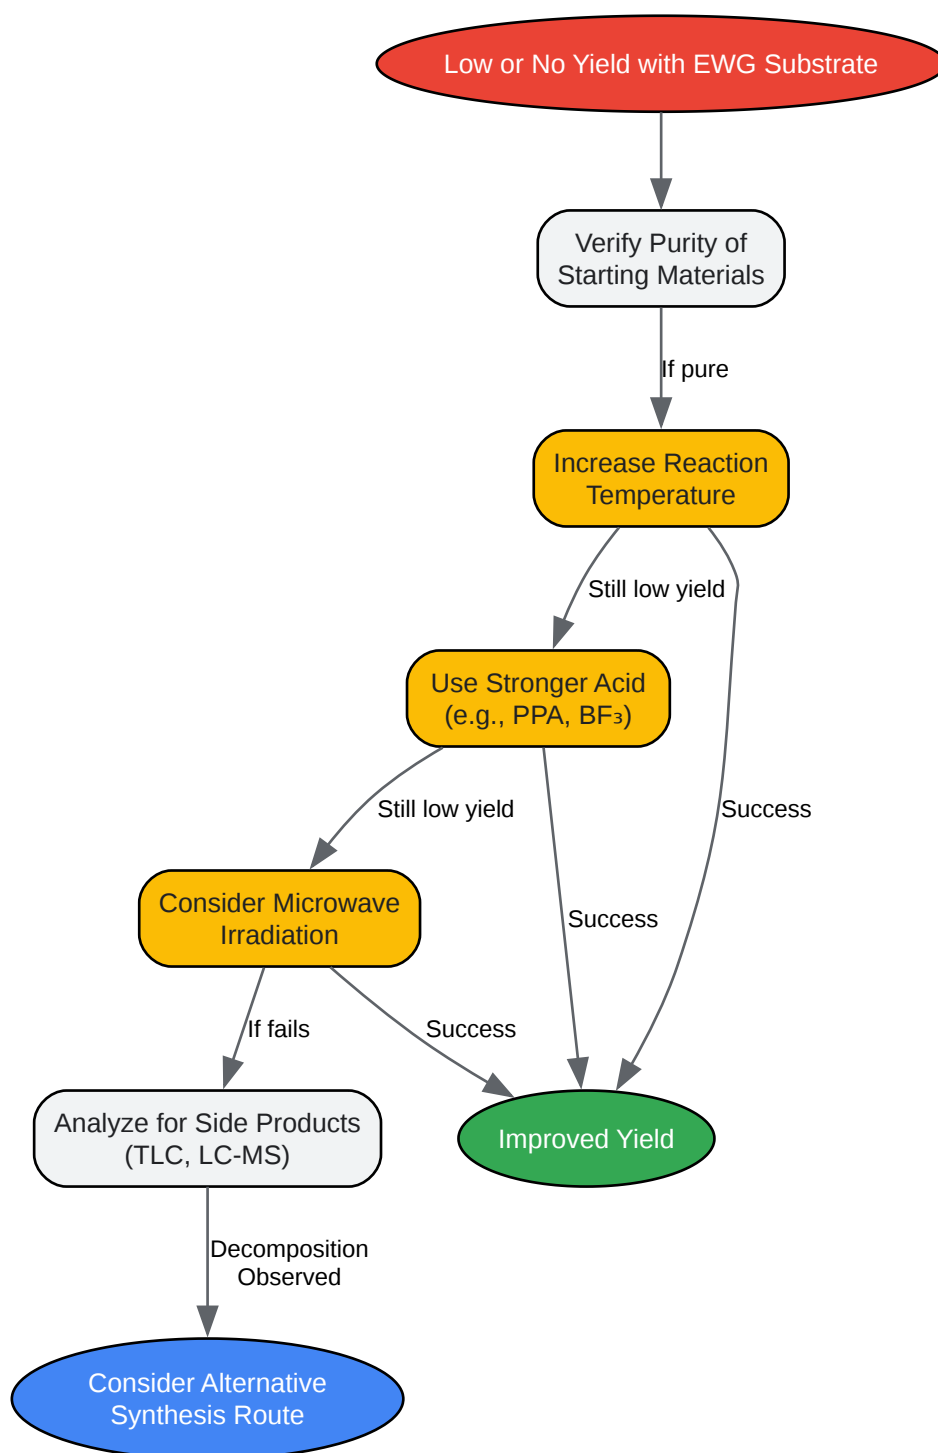 Low or No Yield with EWG Substrate
Verify Purity of
Starting Materials
If pure
Increase Reaction
Temperature
Still low yield
Use Stronger Acid
(e.g., PPA, BF₃)
Still low yield
Success
Consider Microwave
Irradiation
Success
If fails
Success
Analyze for Side Products
(TLC, LC-MS)
Improved Yield
Decomposition
Observed
Consider Alternative
Synthesis Route